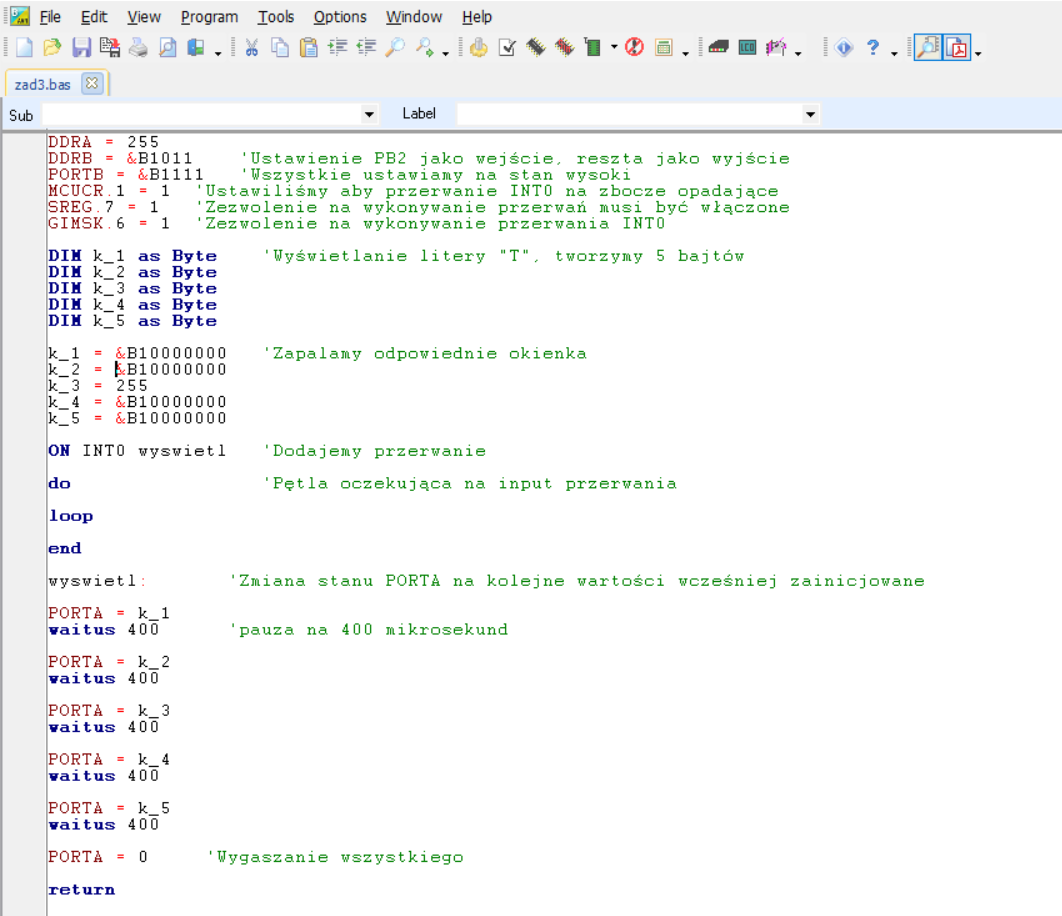 File Edit View Program Tools Options Window Help
zad3.bas
Sub Label
DDRA = 255
DDRB = &B1011 'Ustawienie PB2 jako wejście, reszta jako wyjście
PORTB = &B1111 'Wszystkie ustawiamy na stan wysoki
MCUCR.1 = 1 'Ustawiliśmy aby przerwanie INT0 na zbocze opadające
SREG.7 = 1 'Zezwolenie na wykonywanie przerwań musi być włączone
GIMSK.6 = 1 'Zezwolenie na wykonywanie przerwania INT0
DIM k_1 as Byte 'Wyświetlanie litery "T", tworzymy 5 bajtów
DIM k_2 as Byte
DIM k_3 as Byte
DIM k_4 as Byte
DIM k_5 as Byte
k_1 = &B10000000 'Zapalamy odpowiednie okienka
k_2 = &B10000000
k_3 = 255
k_4 = &B10000000
k_5 = &B10000000
ON INT0 wyswietl 'Dodajemy przerwanie
do 'Pętla oczekująca na input przerwania
loop
end
wyswietl: 'Zmiana stanu PORTA na kolejne wartości wcześniej zainicjowane
PORTA = k_1
waitus 400 'pauza na 400 mikrosekund
PORTA = k_2
waitus 400
PORTA = k_3
waitus 400
PORTA = k_4
waitus 400
PORTA = k_5
waitus 400
PORTA = 0 'Wygaszanie wszystkiego
return